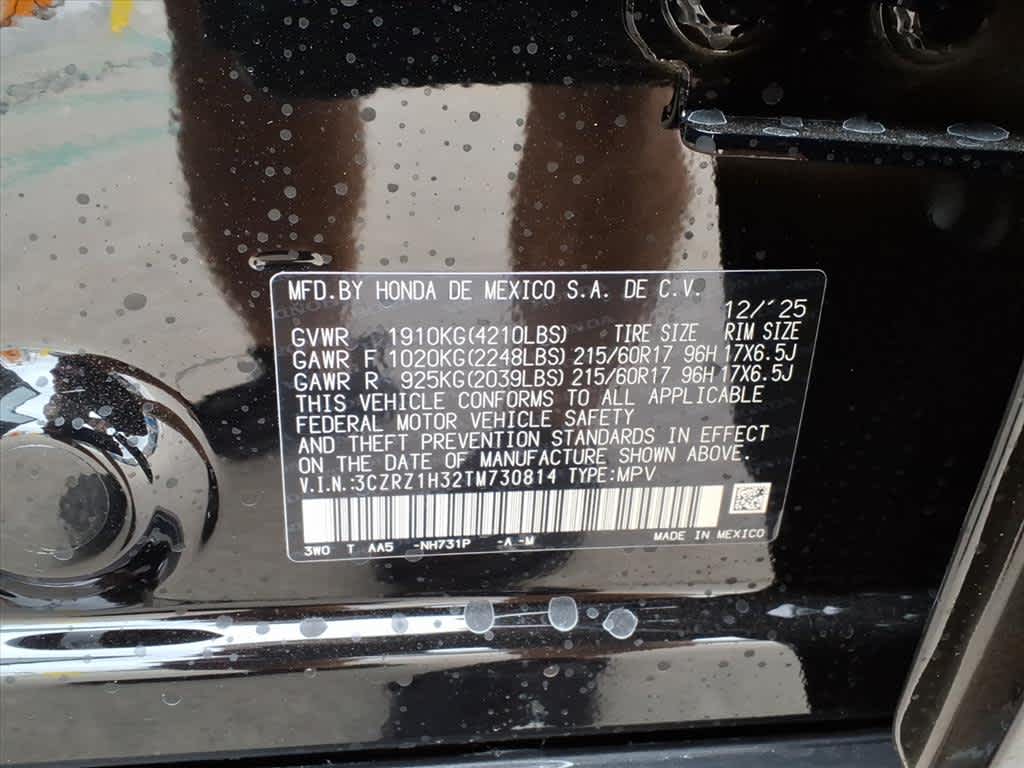 MFD.BY HONDA DE MEXICO S.A. DE C.V.
12/'25
GVWR 1910KG(4210LBS) TIRE SIZE RIM SIZE
GAWR F 1020KG(2248LBS) 215/60R17 96H 17X6.5J
GAWR R 925KG(2039LBS) 215/60R17 96H 17X6.5J
THIS VEHICLE CONFORMS TO ALL APPLICABLE
FEDERAL MOTOR VEHICLE SAFETY
AND THEFT PREVENTION STANDARDS IN EFFECT
ON THE DATE OF MANUFACTURE SHOWN ABOVE.
V.I.N.:3CZRZ1H32TM730814 TYPE:MPV
3W0 T AA5 -NH731P -A -M MADE IN MEXICO